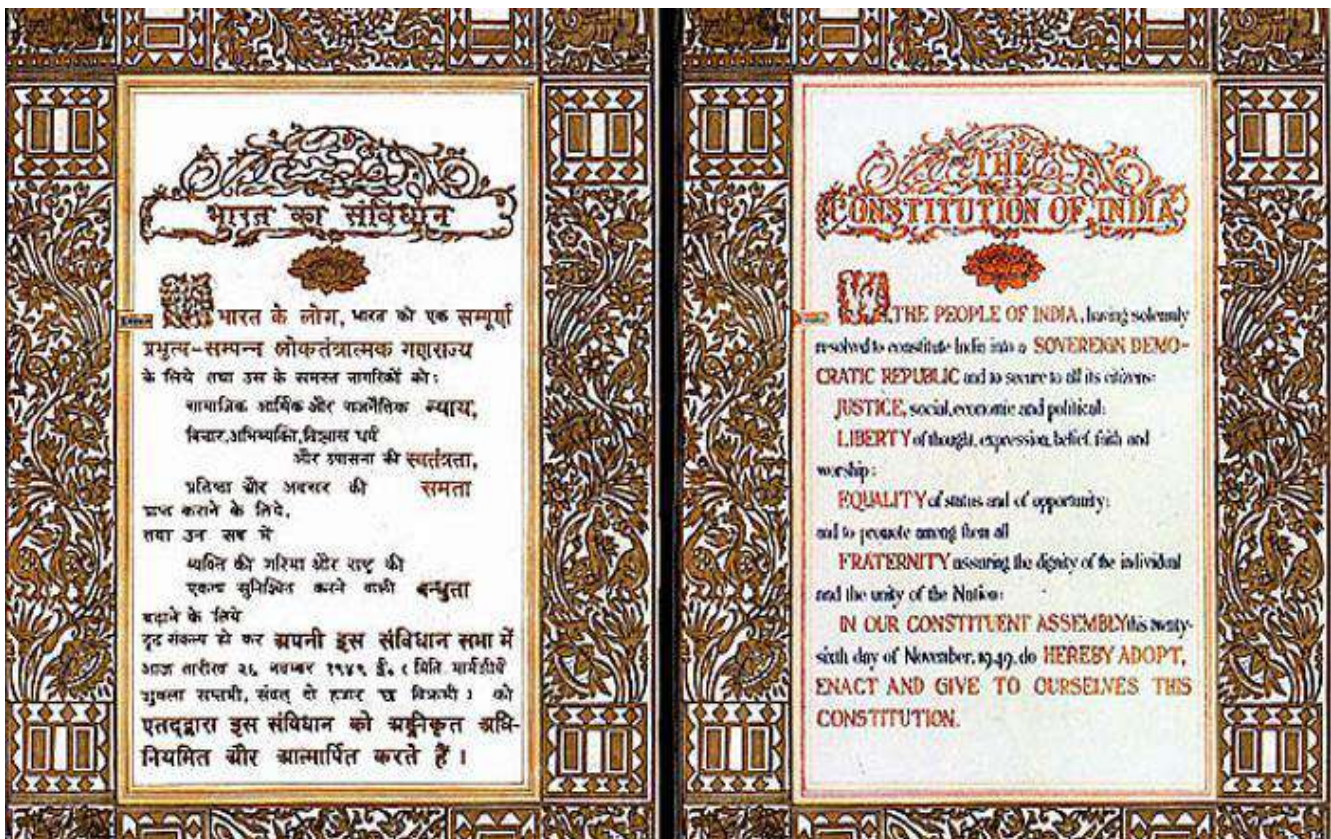 भारत का संविधान
भारत के लोग, भारत को एक सम्पूर्ण
प्रभुत्व-सम्पन्न लोकतंत्रात्मक गणराज्य
के लिये तथा उस के समस्त नागरिकों को:
सामाजिक आर्थिक और राजनैतिक न्याय,
विचार, अभिव्यक्ति, विश्वास धर्म
और उपासना की स्वतंत्रता,
प्रतिष्ठा और अवसर की समता
प्राप्त कराने के लिये,
तथा उन सब में
व्यक्ति की गरिमा और राष्ट्र की
एकता सुनिश्चित करने वाली बन्धुता
बढ़ाने के लिये
दृढ़ संकल्प हो कर अपनी इस संविधान सभा में
आज तारीख २६ नवम्बर १९४९ ई. ( मिति मार्गशीर्ष
शुक्ला सप्तमी, संवत् दो हजार छ विक्रमी ) को
एतद्द्वारा इस संविधान को अङ्गीकृत अधि-
नियमित और आत्मार्पित करते हैं ।
THE
CONSTITUTION OF INDIA
WE, THE PEOPLE OF INDIA, having solemnly
resolved to constitute India into a SOVEREIGN DEMO-
CRATIC REPUBLIC and to secure to all its citizens:
JUSTICE, social, economic and political;
LIBERTY of thought, expression, belief, faith and
worship;
EQUALITY of status and of opportunity;
and to promote among them all
FRATERNITY assuring the dignity of the individual
and the unity of the Nation;
IN OUR CONSTITUENT ASSEMBLY this twenty-
sixth day of November, 1949, do HEREBY ADOPT,
ENACT AND GIVE TO OURSELVES THIS
CONSTITUTION.